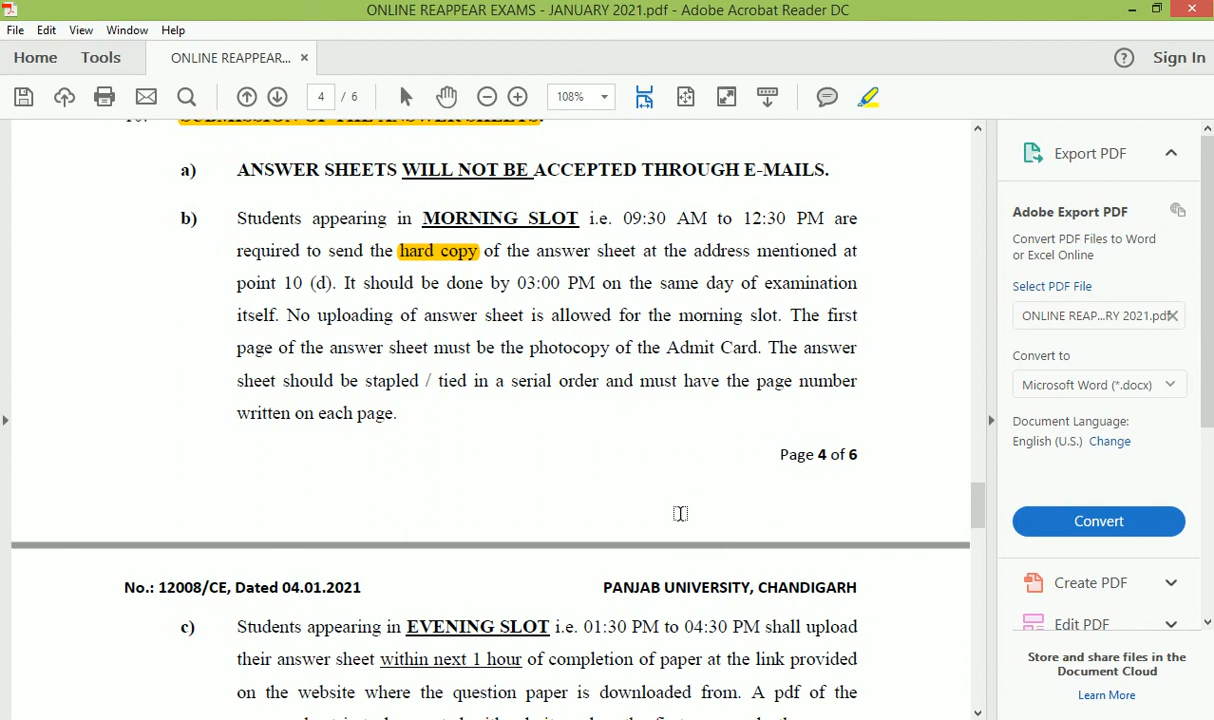 ONLINE REAPPEAR EXAMS - JANUARY 2021.pdf - Adobe Acrobat Reader DC
File Edit View Window Help
Home Tools ONLINE REAPPEAR... × Sign In
4 / 6 108%
10. SUBMISSION OF THE ANSWER SHEETS:
a) ANSWER SHEETS WILL NOT BE ACCEPTED THROUGH E-MAILS.
b) Students appearing in MORNING SLOT i.e. 09:30 AM to 12:30 PM are
required to send the hard copy of the answer sheet at the address mentioned at
point 10 (d). It should be done by 03:00 PM on the same day of examination
itself. No uploading of answer sheet is allowed for the morning slot. The first
page of the answer sheet must be the photocopy of the Admit Card. The answer
sheet should be stapled / tied in a serial order and must have the page number
written on each page.
Page 4 of 6
No.: 12008/CE, Dated 04.01.2021 PANJAB UNIVERSITY, CHANDIGARH
c) Students appearing in EVENING SLOT i.e. 01:30 PM to 04:30 PM shall upload
their answer sheet within next 1 hour of completion of paper at the link provided
on the website where the question paper is downloaded from. A pdf of the
Export PDF
Adobe Export PDF
Convert PDF Files to Word
or Excel Online
Select PDF File
ONLINE REAP...RY 2021.pdf
Convert to
Microsoft Word (*.docx)
Document Language:
English (U.S.) Change
Convert
Create PDF
Edit PDF
Store and share files in the
Document Cloud
Learn More